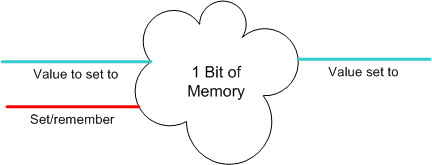 Value to set to
Set/remember
1 Bit of
Memory
Value set to